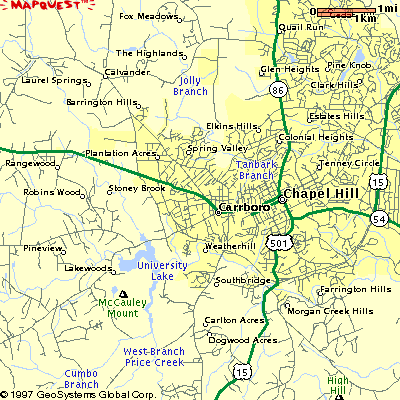 MAPQUEST™
0 1mi
1Km
Fox Meadows
Quail Run
The Highlands
Glen Heights
Pine Knob
Calvander
Laurel Springs
Jolly
Branch
Clark Hills
86
Barrington Hills
Estates Hills
Elkins Hills
Colonial Heights
Spring Valley
Plantation Acres
Rangewood
Tanbark
Branch
Tenney Circle
15
Stoney Brook
Robins Wood
Chapel Hill
Carrboro
54
501
Pineview
Weatherhill
Lakewoods
University
Lake
Southbridge
McCauley
Mount
Farrington Hills
Morgan Creek Hills
Carlton Acres
Dogwood Acres
West Branch
Price Creek
Cumbo
Branch
15
High
Hill
©1997 GeoSystems Global Corp.